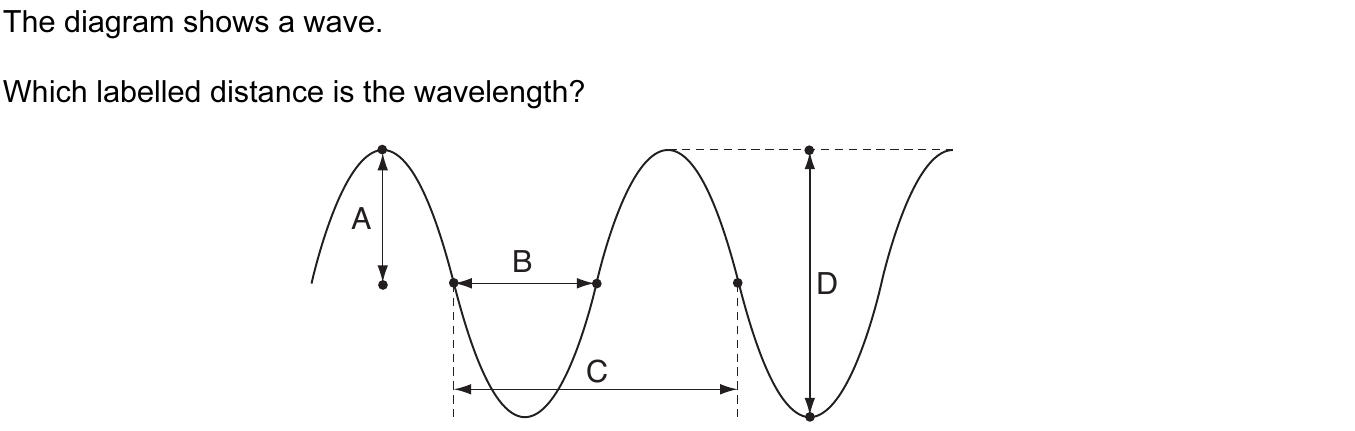 The diagram shows a wave.
Which labelled distance is the wavelength?
A
B
D
C